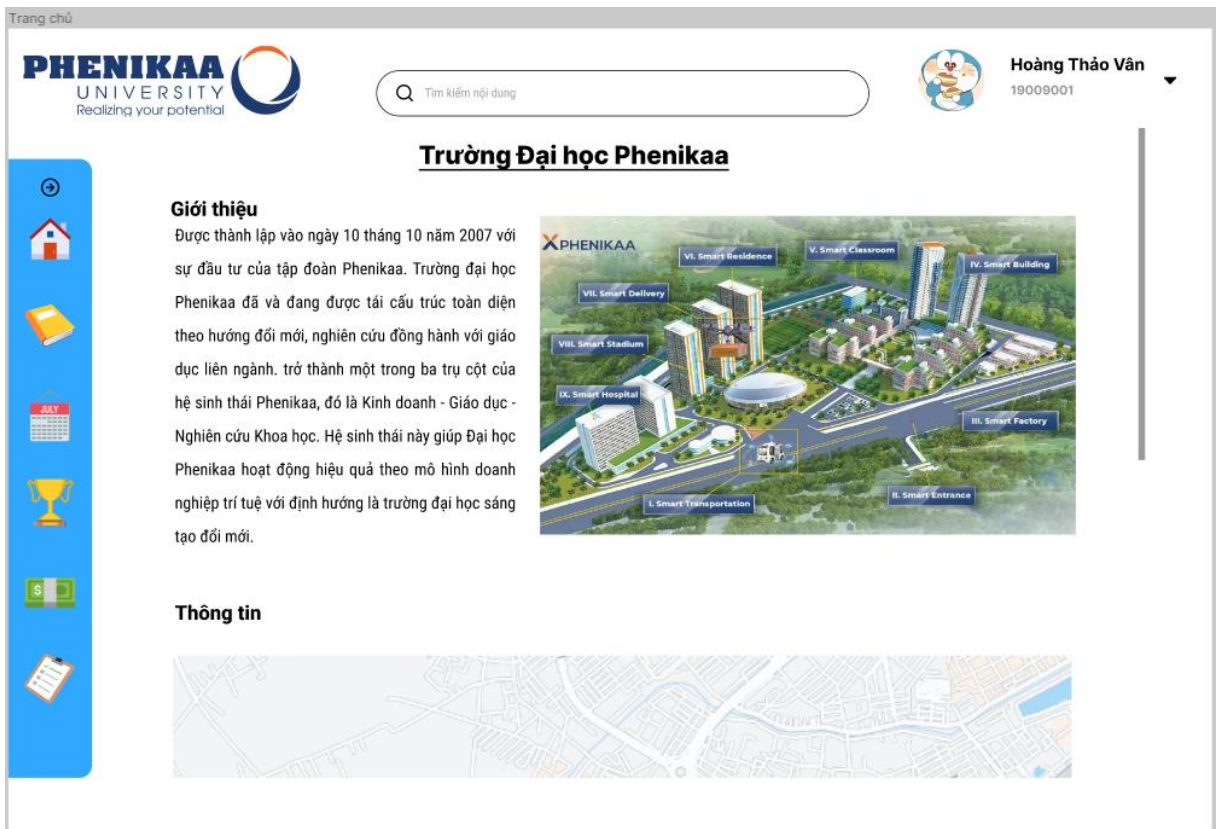 Trang chủ
PHENIKAA
UNIVERSITY
Realizing your potential
Tìm kiếm nội dung
Hoàng Thảo Vân
19009001
Trường Đại học Phenikaa
Giới thiệu
Được thành lập vào ngày 10 tháng 10 năm 2007 với
sự đầu tư của tập đoàn Phenikaa. Trường đại học
Phenikaa đã và đang được tái cấu trúc toàn diện
theo hướng đổi mới, nghiên cứu đồng hành với giáo
dục liên ngành. trở thành một trong ba trụ cột của
hệ sinh thái Phenikaa, đó là Kinh doanh - Giáo dục -
Nghiên cứu Khoa học. Hệ sinh thái này giúp Đại học
Phenikaa hoạt động hiệu quả theo mô hình doanh
nghiệp trí tuệ với định hướng là trường đại học sáng
tạo đổi mới.
XPHENIKAA
VI. Smart Residence
V. Smart Classroom
IV. Smart Building
VII. Smart Delivery
VIII. Smart Stadium
IX. Smart Hospital
III. Smart Factory
II. Smart Entrance
I. Smart Transportation
JULY
S
Thông tin